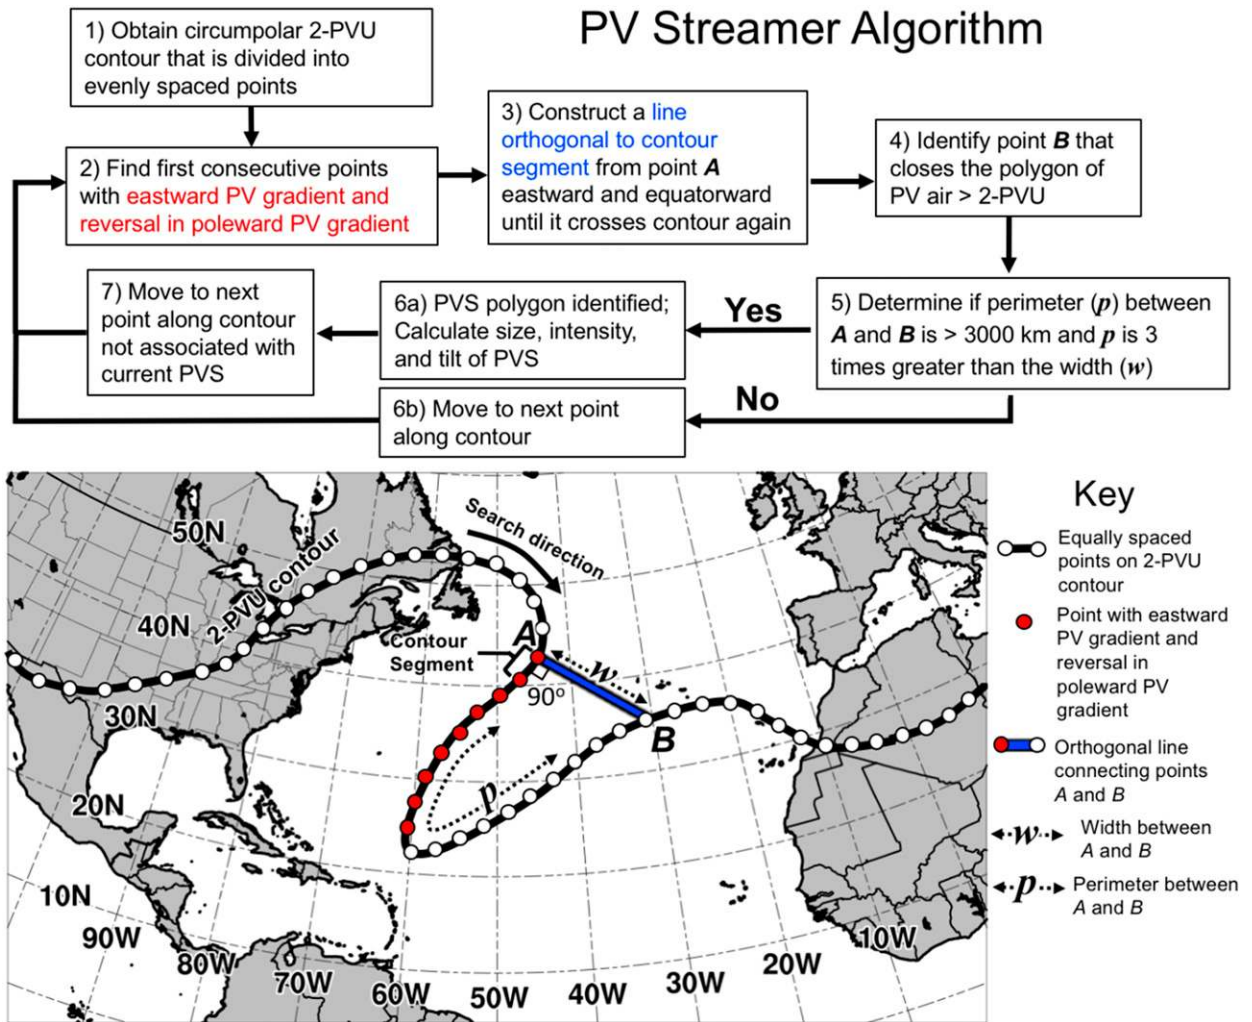 PV Streamer Algorithm
1) Obtain circumpolar 2-PVU
contour that is divided into
evenly spaced points
2) Find first consecutive points
with eastward PV gradient and
reversal in poleward PV gradient
3) Construct a line
orthogonal to contour
segment from point A
eastward and equatorward
until it crosses contour again
4) Identify point B that
closes the polygon of
PV air > 2-PVU
5) Determine if perimeter (p) between
A and B is > 3000 km and p is 3
times greater than the width (w)
Yes
6a) PVS polygon identified;
Calculate size, intensity,
and tilt of PVS
7) Move to next
point along contour
not associated with
current PVS
No
6b) Move to next point
along contour
50N
40N
30N
20N
10N
90W
80W
70W
60W
50W
40W
30W
20W
10W
2-PVU contour
Search direction
Contour
Segment
A
w
90°
B
p
Key
Equally spaced
points on 2-PVU
contour
Point with eastward
PV gradient and
reversal in
poleward PV
gradient
Orthogonal line
connecting points
A and B
w
Width between
A and B
p
Perimeter between
A and B